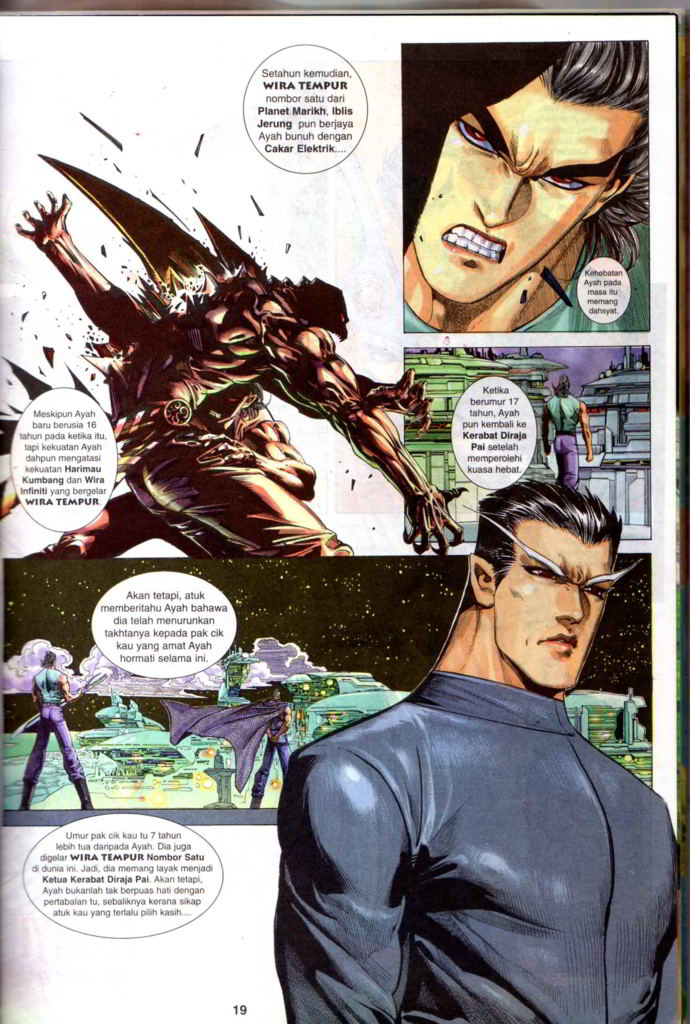 Setahun kemudian,
WIRA TEMPUR
nombor satu dari
Planet Marikh, Iblis
Jerung pun berjaya
Ayah bunuh dengan
Cakar Elektrik....
Kehebatan
Ayah pada
masa itu
memang
dahsyat.
Meskipun Ayah
baru berusia 16
tahun pada ketika itu,
tapi kekuatan Ayah
dahpun mengatasi
kekuatan Harimau
Kumbang dan Wira
Infiniti yang bergelar
WIRA TEMPUR.
Ketika
berumur 17
tahun, Ayah
pun kembali ke
Kerabat Diraja
Pai setelah
memperolehi
kuasa hebat.
Akan tetapi, atuk
memberitahu Ayah bahawa
dia telah menurunkan
takhtanya kepada pak cik
kau yang amat Ayah
hormati selama ini.
Umur pak cik kau tu 7 tahun
lebih tua daripada Ayah. Dia juga
digelar WIRA TEMPUR Nombor Satu
di dunia ini. Jadi, dia memang layak menjadi
Ketua Kerabat Diraja Pai. Akan tetapi,
Ayah bukanlah tak berpuas hati dengan
pertabalan tu, sebaliknya kerana sikap
atuk kau yang terlalu pilih kasih....
19